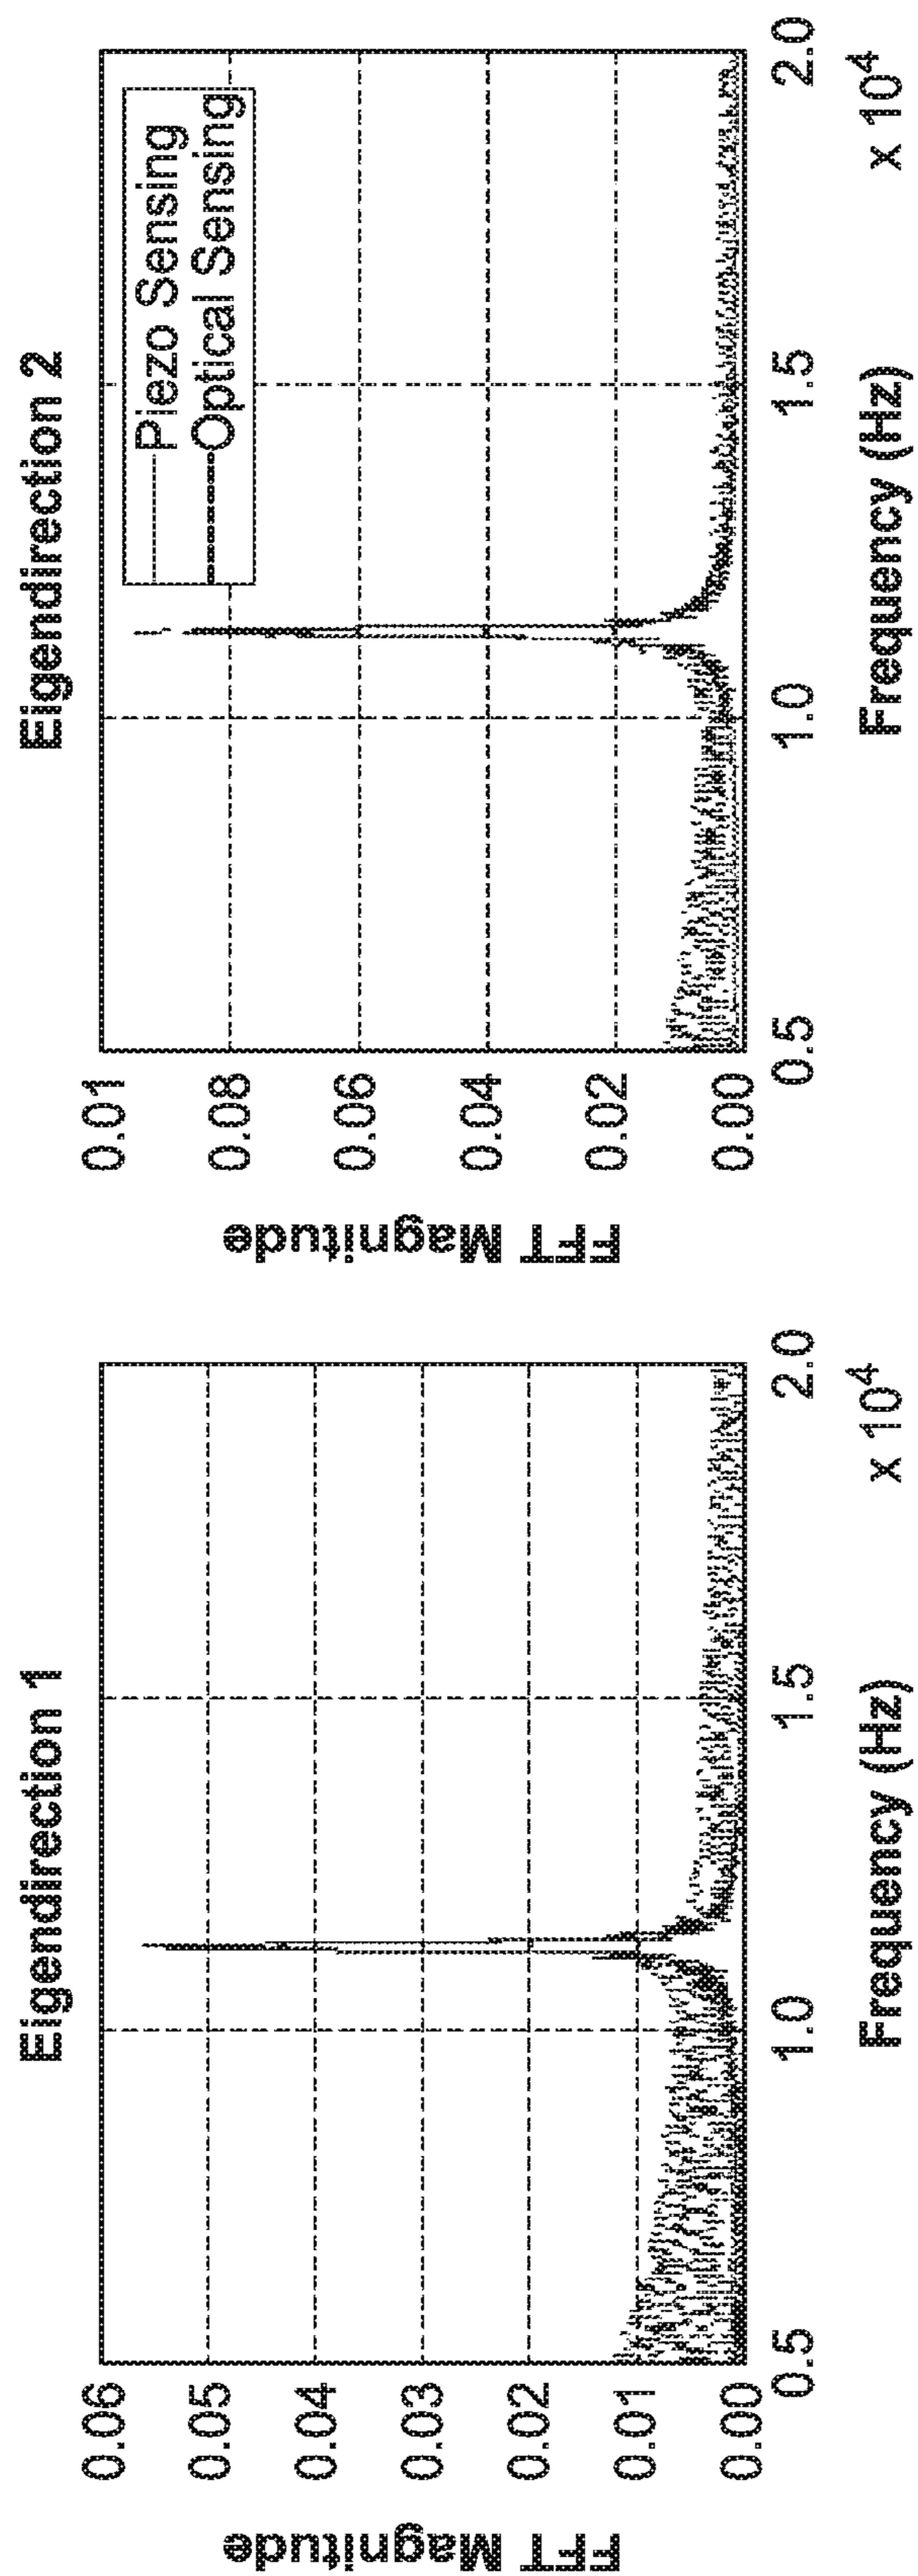 Eigendirection 1
FFT Magnitude
0.06
0.05
0.04
0.03
0.02
0.01
0.00
0.5
1.0
1.5
2.0
x 10⁴
Frequency (Hz)
Eigendirection 2
Piezo Sensing
Optical Sensing
FFT Magnitude
0.01
0.08
0.06
0.04
0.02
0.00
0.5
1.0
1.5
2.0
x 10⁴
Frequency (Hz)